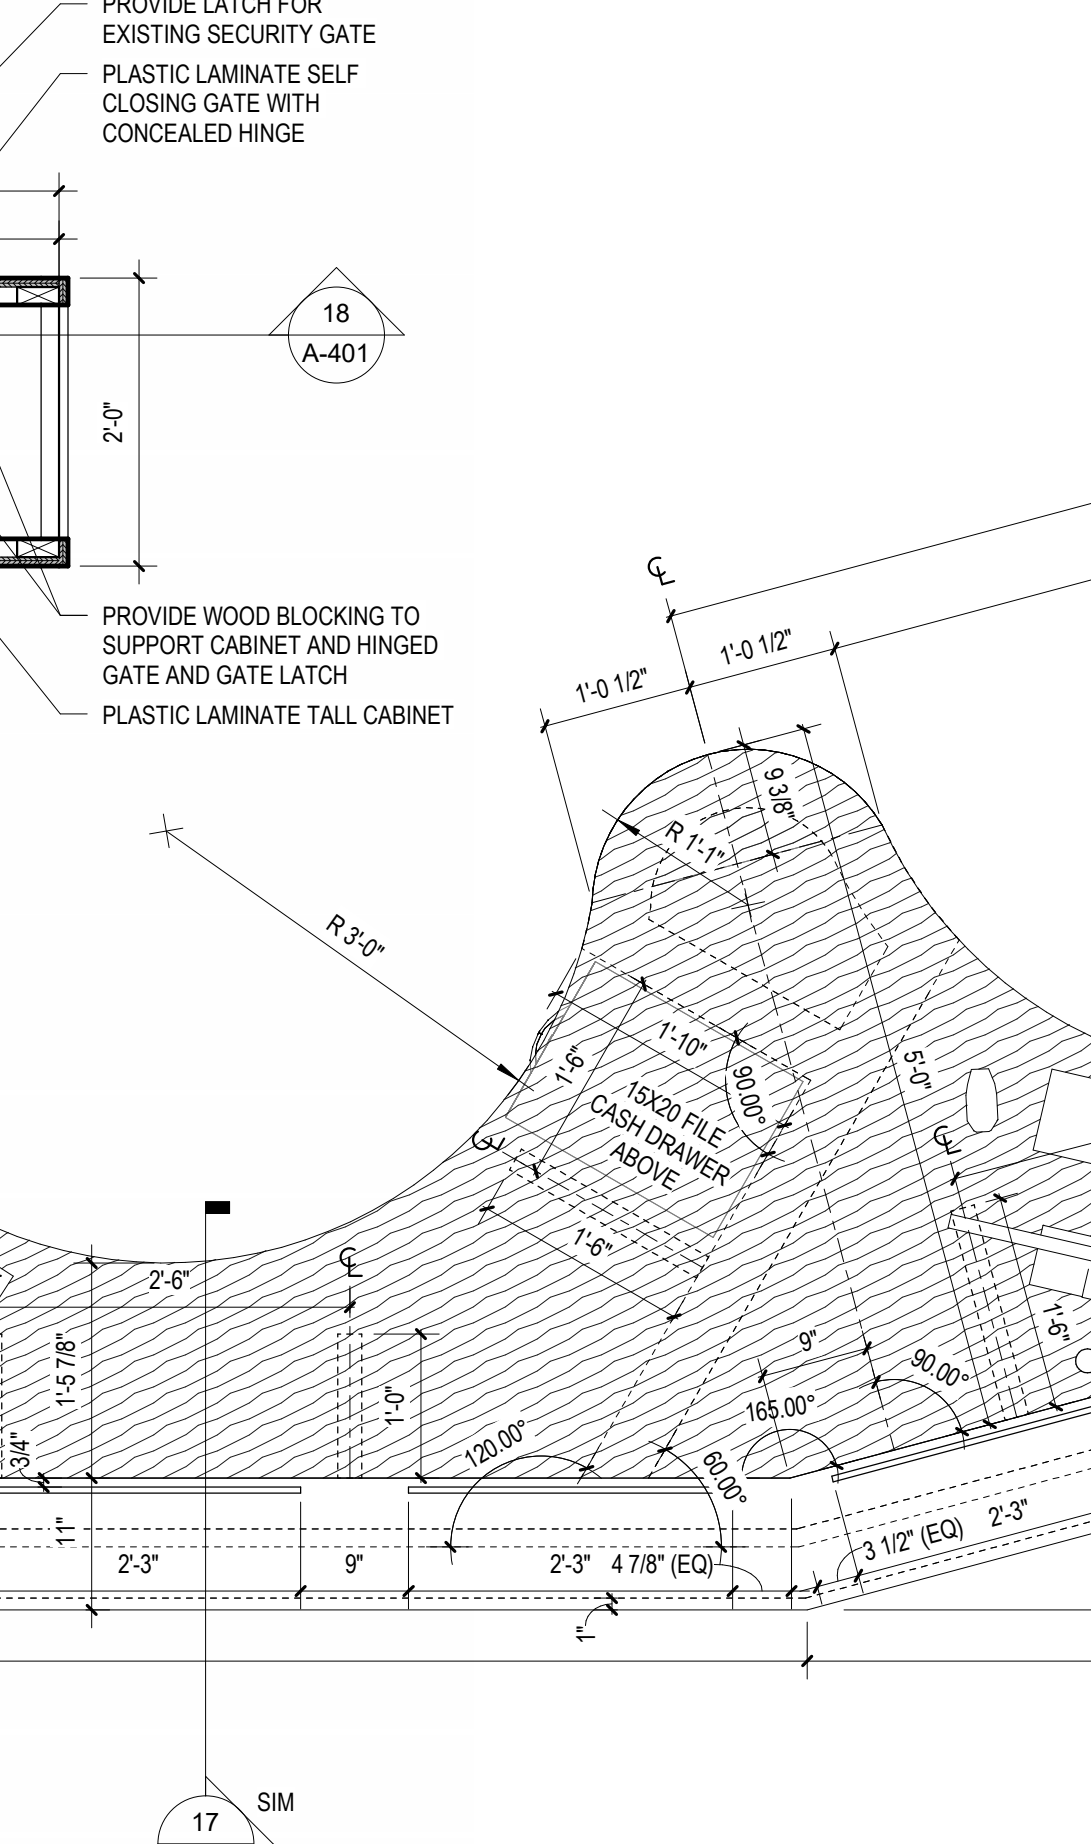 PROVIDE LATCH FOR
EXISTING SECURITY GATE
PLASTIC LAMINATE SELF
CLOSING GATE WITH
CONCEALED HINGE
18
A-401
2'-0"
PROVIDE WOOD BLOCKING TO
SUPPORT CABINET AND HINGED
GATE AND GATE LATCH
PLASTIC LAMINATE TALL CABINET
1'-0 1/2"
1'-0 1/2"
9 3/8"
R 1'-1"
R 3'-0"
1'-10"
1'-6"
90.00°
5'-0"
15X20 FILE
CASH DRAWER
ABOVE
1'-6"
2'-6"
1'-5 7/8"
1'-0"
9"
1'-6"
90.00°
165.00°
120.00°
60.00°
3/4"
11"
2'-3"
9"
2'-3"
4 7/8" (EQ)
3 1/2" (EQ)
2'-3"
1"
SIM
17